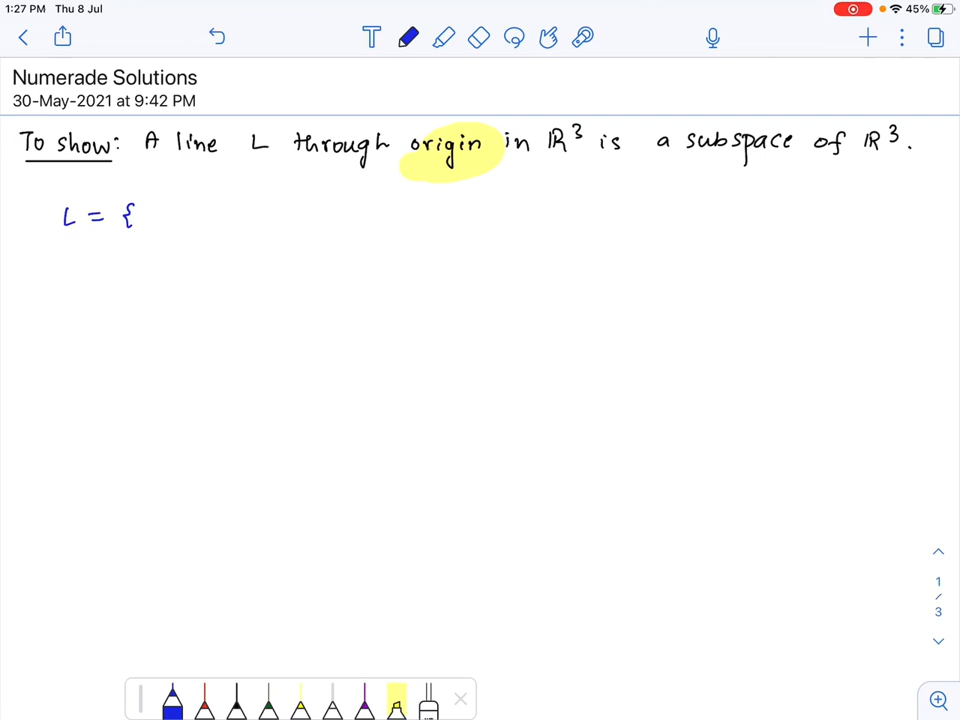 1:27 PM Thu 8 Jul 45%
Numerade Solutions
30-May-2021 at 9:42 PM
To show: A line L through origin in ℝ³ is a subspace of ℝ³.
L = {
1
/
3